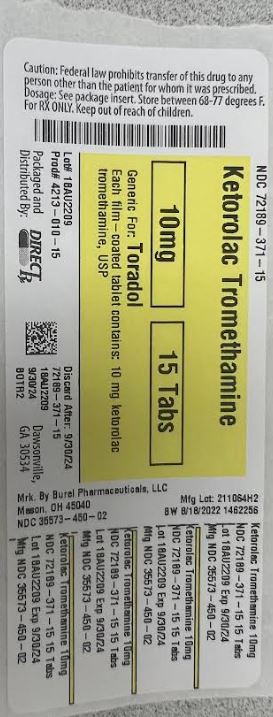 Caution: Federal law prohibits transfer of this drug to any
person other than the patient for whom it was prescribed.
Dosage: See package insert. Store between 68-77 degrees F.
For RX ONLY. Keep out of reach of children.
NDC 72189-371-15
Ketorolac Tromethamine
10mg
15 Tabs
Generic For: Toradol
Each film-coated tablet contains: 10 mg ketorolac
tromethamine, USP
Lot# 18AU2209
Prod# 4213-010-15
Packaged and
Distributed By:
DIRECT Rx
Discard After: 9/30/24
72189-371-15
18AU2209
9/30/24
BOTR2
Dawsonville,
GA 30534
Mfg Lot: 211064H2
BW 8/18/2022 1462256
Mrk. By Burel Pharmaceuticals, LLC
Mason, OH 45040
NDC 35573-450-02
Ketorolac Tromethamine 10mg
NDC 72189-371-15 15 Tabs
Lot 18AU2209 Exp 9/30/24
Mfg NDC 35573-450-02
Ketorolac Tromethamine 10mg
NDC 72189-371-15 15 Tabs
Lot 18AU2209 Exp 9/30/24
Mfg NDC 35573-450-02
Ketorolac Tromethamine 10mg
NDC 72189-371-15 15 Tabs
Lot 18AU2209 Exp 9/30/24
Mfg NDC 35573-450-02
Ketorolac Tromethamine 10mg
NDC 72189-371-15 15 Tabs
Lot 18AU2209 Exp 9/30/24
Mfg NDC 35573-450-02